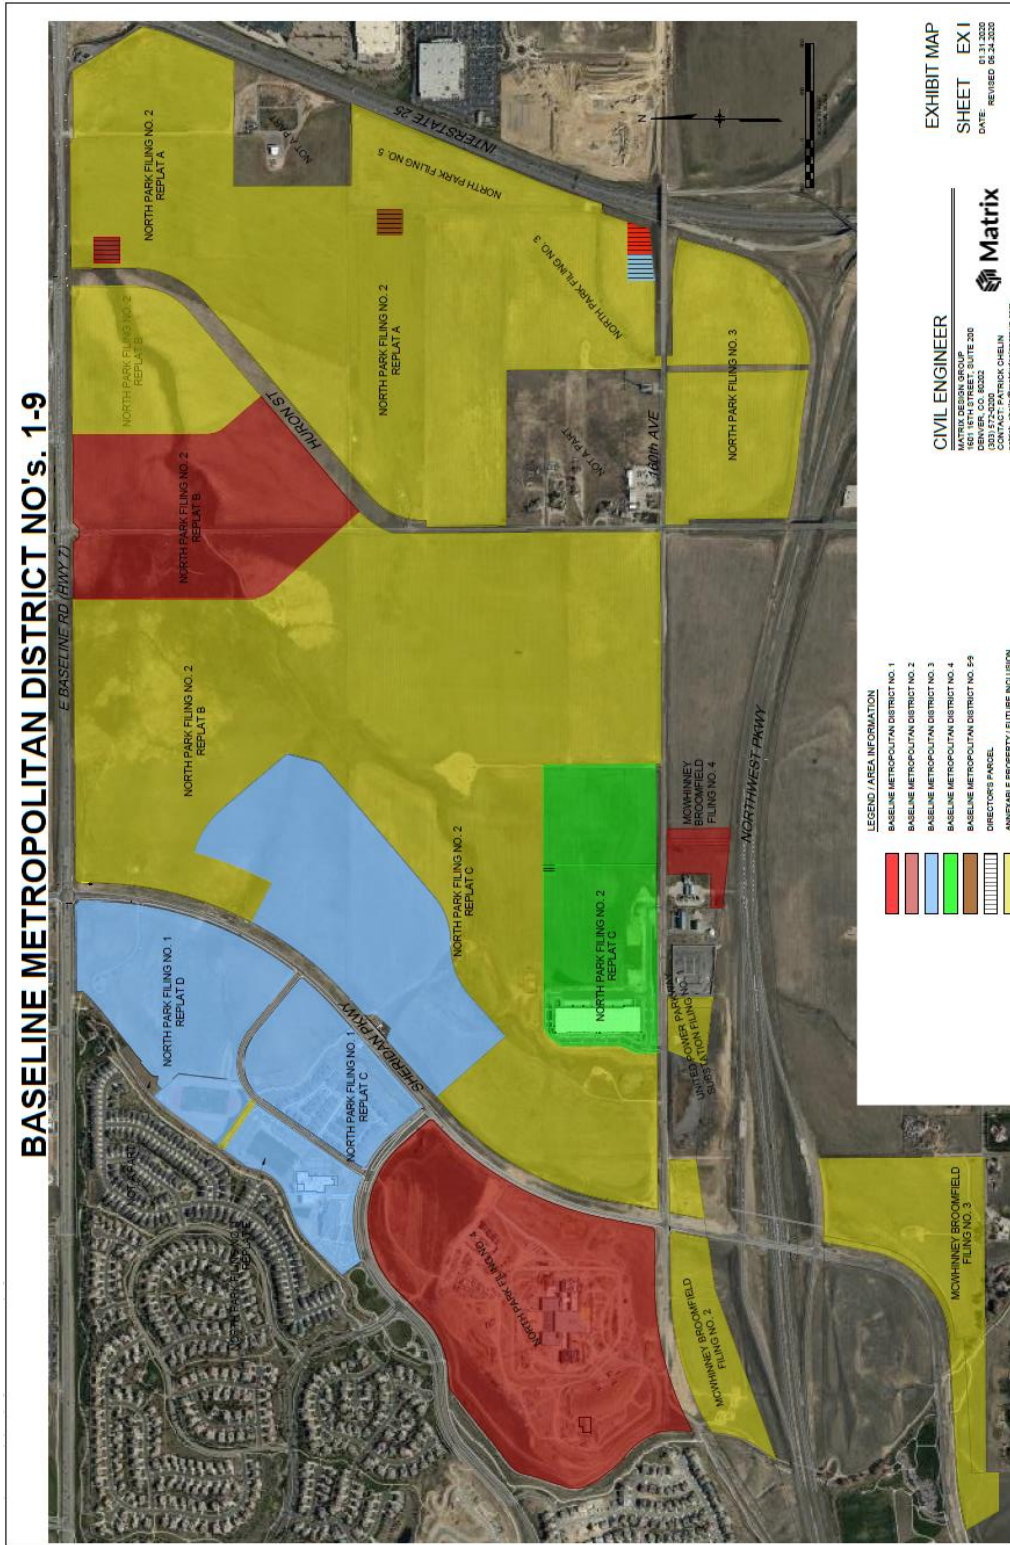 BASELINE METROPOLITAN DISTRICT NO's. 1-9
E BASELINE RD (HWY 7)
NORTH PARK FILING NO. 1
REPLAT D
NORTH PARK FILING NO. 1
REPLAT C
SHERIDAN PKWY
NORTH PARK FILING NO. 4
NORTH PARK FILING NO. 2
REPLAT B
NORTH PARK FILING NO. 2
REPLAT B
NORTH PARK FILING NO. 2
REPLAT B
NORTH PARK FILING NO. 2
REPLAT A
NOT A PART
INTERSTATE 25
HURON ST
NORTH PARK FILING NO. 2
REPLAT A
NORTH PARK FILING NO. 5
NORTH PARK FILING NO. 3
NORTH PARK FILING NO. 2
REPLAT C
NORTH PARK FILING NO. 2
REPLAT C
NOT A PART
160th AVE
NORTH PARK FILING NO. 3
MCWHINNEY
BROOMFIELD
FILING NO. 4
UNITED POWER PARKWAY
SUBSTATION FILING NO. 1
MCWHINNEY BROOMFIELD
FILING NO. 2
NORTHWEST PKWY
MCWHINNEY BROOMFIELD
FILING NO. 3
N
LEGEND / AREA INFORMATION
BASELINE METROPOLITAN DISTRICT NO. 1
BASELINE METROPOLITAN DISTRICT NO. 2
BASELINE METROPOLITAN DISTRICT NO. 3
BASELINE METROPOLITAN DISTRICT NO. 4
BASELINE METROPOLITAN DISTRICT NO. 5-9
DIRECTOR'S PARCEL
ANNEXABLE PROPERTY / FUTURE INCLUSION
CIVIL ENGINEER
MATRIX DESIGN GROUP
1601 16TH STREET, SUITE 200
DENVER, CO. 80202
(303) 572-0200
CONTACT: PATRICK CHELIN
Matrix
EXHIBIT MAP
SHEET EX I
DATE: 01.31.2020
REVISED 06.24.2020